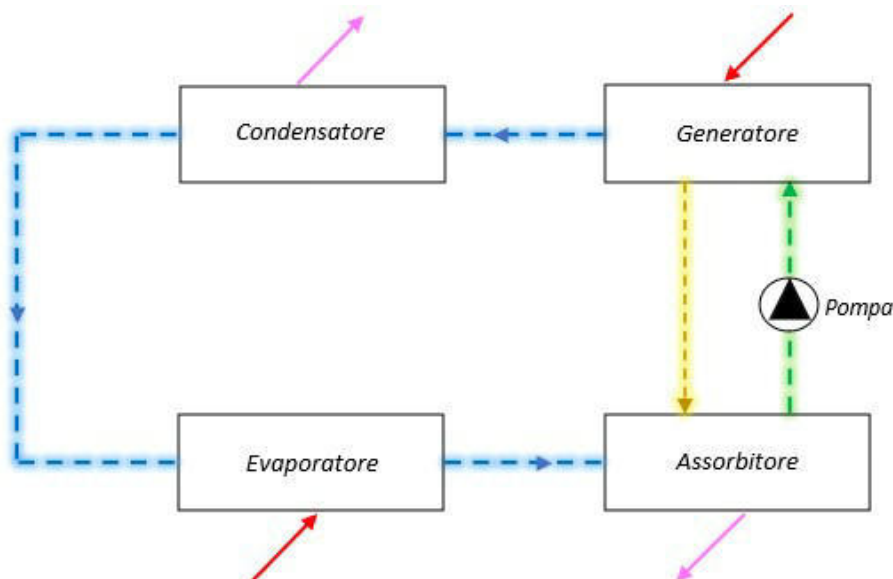 Condensatore
Generatore
Pompa
Evaporatore
Assorbitore